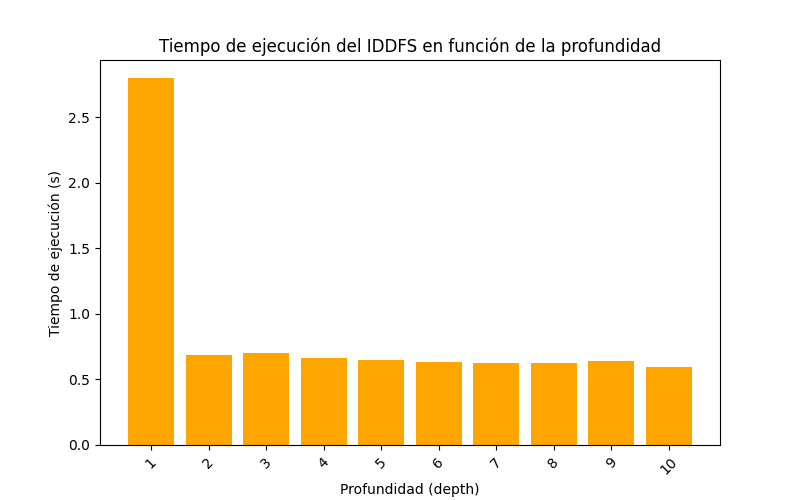 Tiempo de ejecución del IDDFS en función de la profundidad
Tiempo de ejecución (s)
2.5
2.0
1.5
1.0
0.5
0.0
1 2 3 4 5 6 7 8 9 10
Profundidad (depth)